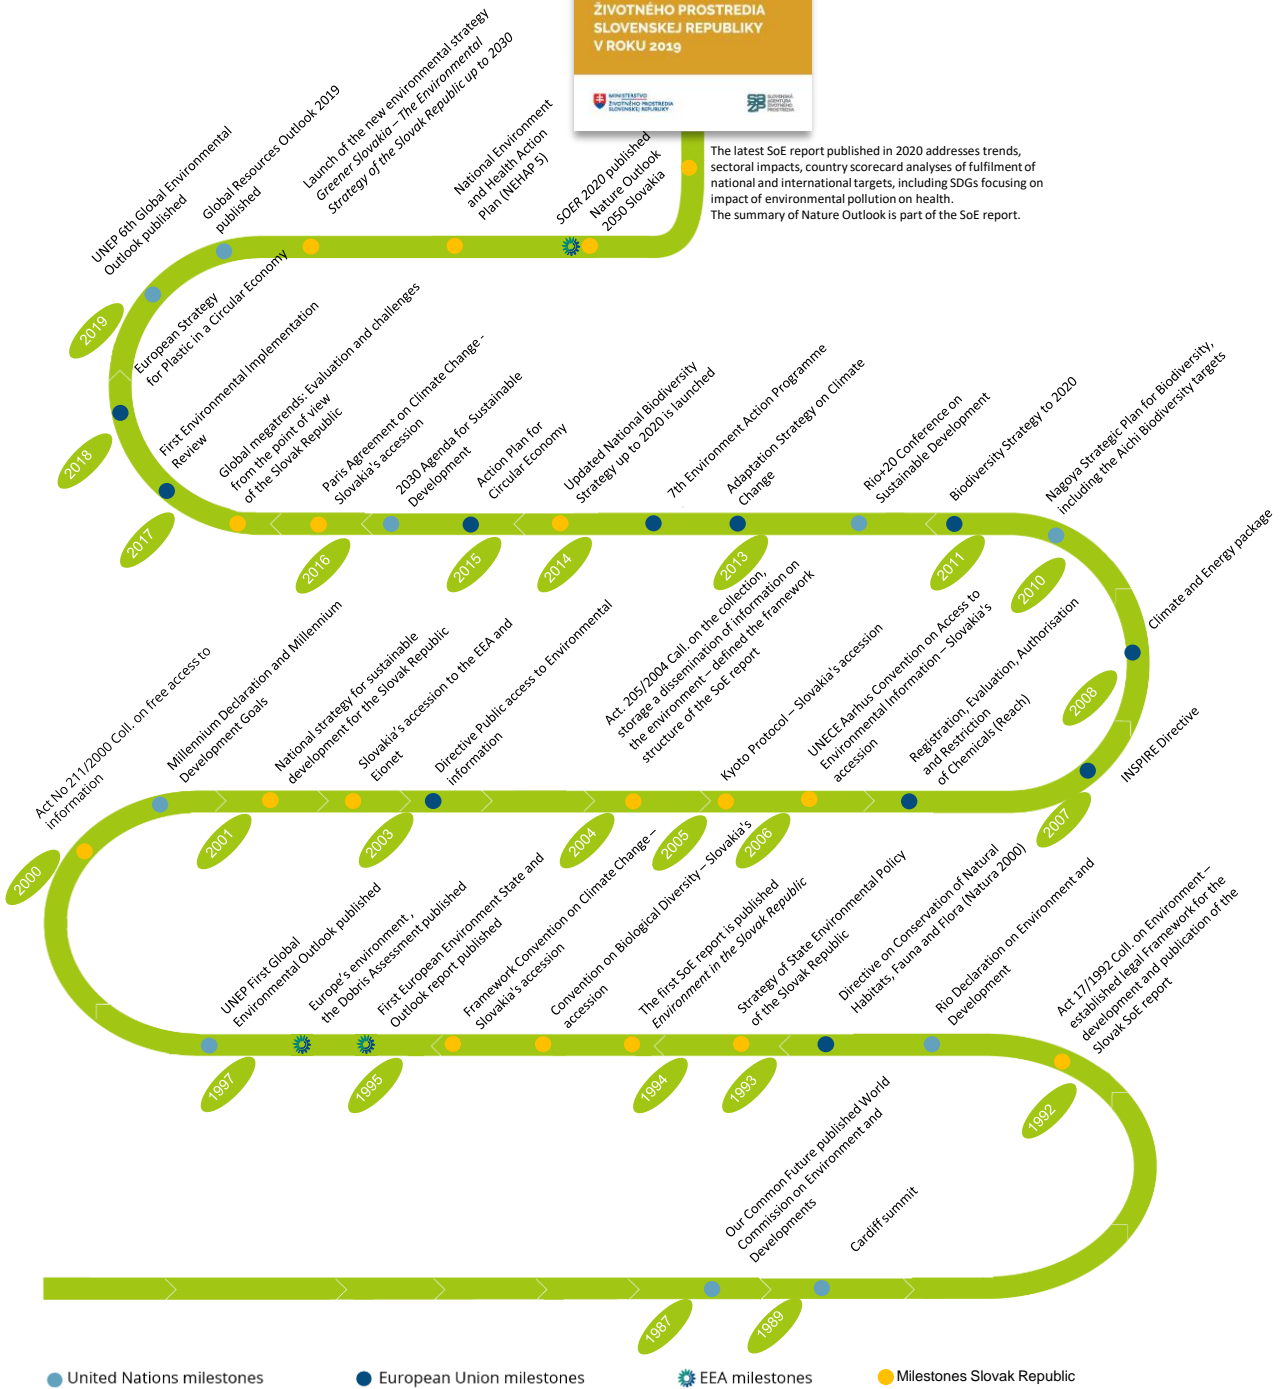 ŽIVOTNÉHO PROSTREDIA
SLOVENSKEJ REPUBLIKY
V ROKU 2019
MINISTERSTVO
ŽIVOTNÉHO PROSTREDIA
SLOVENSKEJ REPUBLIKY
SLOVENSKÁ
AGENTÚRA
ŽIVOTNÉHO
PROSTREDIA
The latest SoE report published in 2020 addresses trends,
sectoral impacts, country scorecard analyses of fulfilment of
national and international targets, including SDGs focusing on
impact of environmental pollution on health.
The summary of Nature Outlook is part of the SoE report.
UNEP 6th Global Environmental
Outlook published
Global Resources Outlook 2019
published
Launch of the new environmental strategy
Greener Slovakia – The Environmental
Strategy of the Slovak Republic up to 2030
National Environment
and Health Action
Plan (NEHAP 5)
SOER 2020 published
Nature Outlook
2050 Slovakia
2019
European Strategy
for Plastic in a Circular Economy
2018
First Environmental Implementation
Review
2017
Global megatrends: Evaluation and challenges
from the point of view
of the Slovak Republic
Paris Agreement on Climate Change -
Slovakia's accession
2016
2030 Agenda for Sustainable
Development
Action Plan for
Circular Economy
2015
Updated National Biodiversity
Strategy up to 2020 is launched
2014
7th Environment Action Programme
Adaptation Strategy on Climate
Change
2013
Rio+20 Conference on
Sustainable Development
Biodiversity Strategy to 2020
2011
Nagoya Strategic Plan for Biodiversity,
including the Aichi Biodiversity targets
2010
Climate and Energy package
2008
INSPIRE Directive
2007
Act No 211/2000 Coll. on free access to
information
2000
Millennium Declaration and Millennium
Development Goals
National strategy for sustainable
development for the Slovak Republic
2001
Slovakia's accession to the EEA and
Eionet
Directive Public access to Environmental
information
2003
Act. 205/2004 Call. on the collection,
storage a dissemination of information on
the environment – defined the framework
structure of the SoE report
2004
Kyoto Protocol – Slovakia's accession
2005
UNECE Aarhus Convention on Access to
Environmental Information – Slovakia's
accession
2006
Registration, Evaluation, Authorisation
and Restriction
of Chemicals (Reach)
UNEP First Global
Environmental Outlook published
1997
Europe's environment ,
the Dobris Assessment published
First European Environment State and
Outlook report published
1995
Framework Convention on Climate Change –
Slovakia's accession
Convention on Biological Diversity – Slovakia's
accession
The first SoE report is published
Environment in the Slovak Republic
1994
Strategy of State Environmental Policy
of the Slovak Republic
1993
Directive on Conservation of Natural
Habitats, Fauna and Flora (Natura 2000)
Rio Declaration on Environment and
Development
Act 17/1992 Coll. on Environment –
established legal Framework for the
development and publication of the
Slovak SoE report
1992
Our Common Future published World
Commission on Environment and
Developments
1987
Cardiff summit
1989
United Nations milestones
European Union milestones
EEA milestones
Milestones Slovak Republic